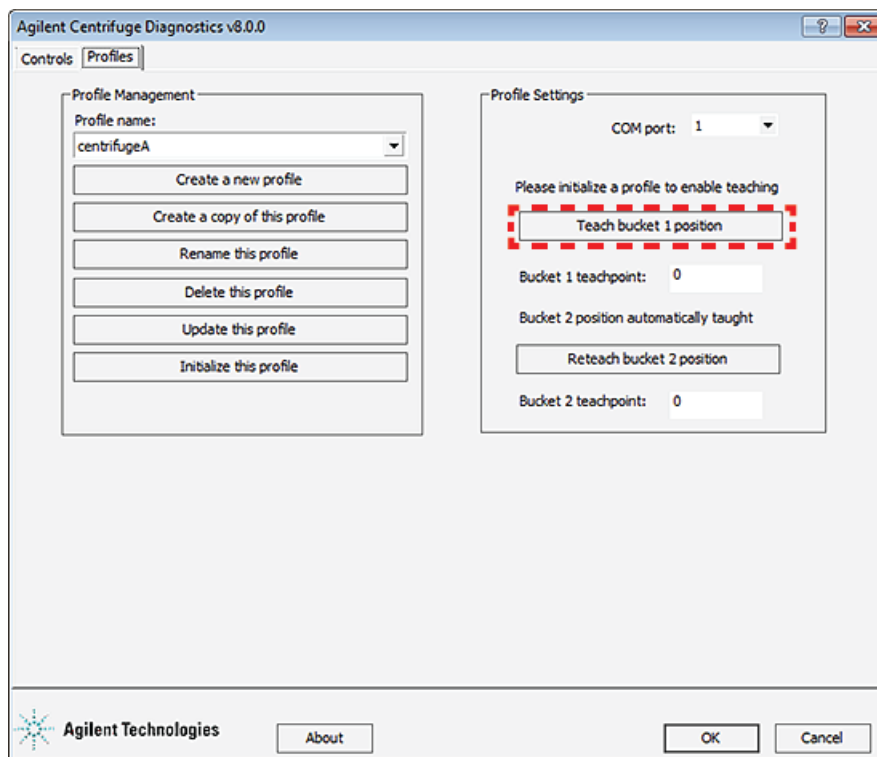 Agilent Centrifuge Diagnostics v8.0.0
Controls Profiles
Profile Management
Profile name:
centrifugeA
Create a new profile
Create a copy of this profile
Rename this profile
Delete this profile
Update this profile
Initialize this profile
Profile Settings
COM port: 1
Please initialize a profile to enable teaching
Teach bucket 1 position
Bucket 1 teachpoint: 0
Bucket 2 position automatically taught
Reteach bucket 2 position
Bucket 2 teachpoint: 0
Agilent Technologies
About
OK
Cancel